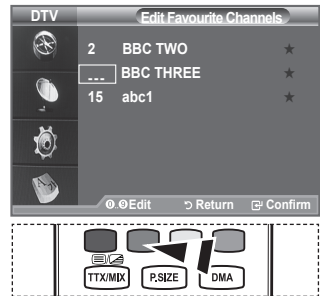 DTV
Edit Favourite Channels
2 BBC TWO ★
___ BBC THREE ★
15 abc1 ★
0..9 Edit Return Confirm
TTX/MIX P.SIZE DMA